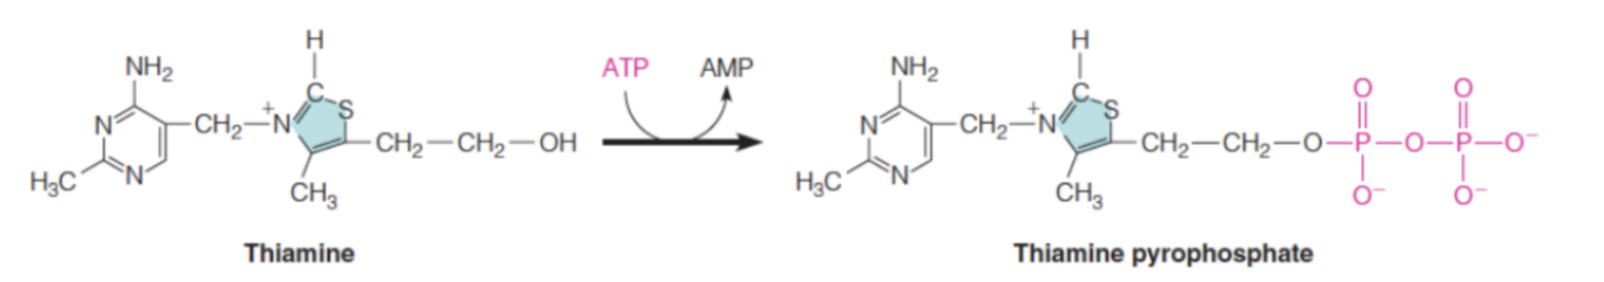 H H
NH₂ ATP AMP NH₂ O O
C S C S
N CH₂—N⁺ N CH₂—N⁺
CH₂—CH₂—OH CH₂—CH₂—O—P—O—P—O⁻
H₃C N H₃C N
CH₃ CH₃ O⁻ O⁻
Thiamine Thiamine pyrophosphate